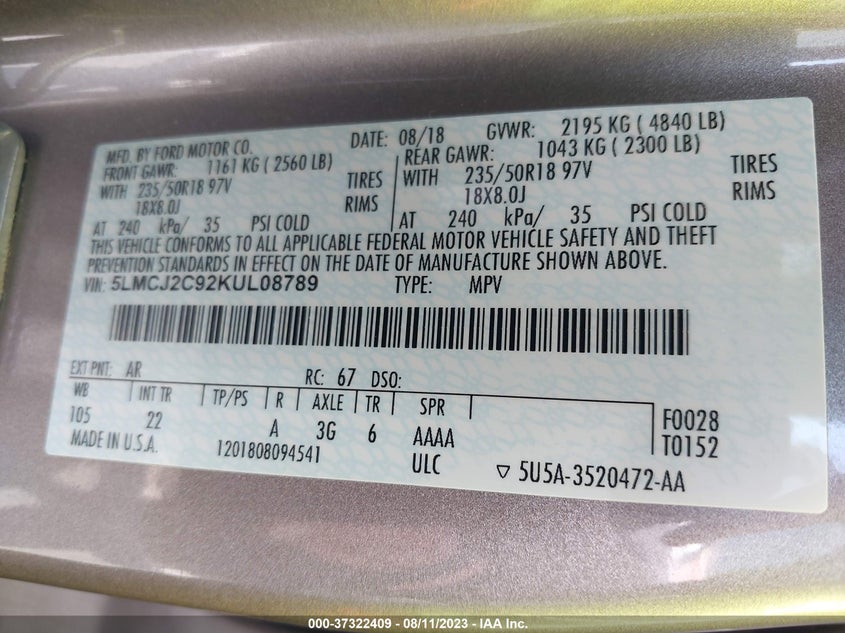 MFD. BY FORD MOTOR CO. DATE: 08/18 GVWR: 2195 KG ( 4840 LB)
FRONT GAWR: 1161 KG ( 2560 LB) REAR GAWR: 1043 KG ( 2300 LB)
WITH 235/50R18 97V TIRES WITH 235/50R18 97V TIRES
18X8.0J RIMS 18X8.0J RIMS
AT 240 kPa/ 35 PSI COLD AT 240 kPa/ 35 PSI COLD
THIS VEHICLE CONFORMS TO ALL APPLICABLE FEDERAL MOTOR VEHICLE SAFETY AND THEFT
PREVENTION STANDARDS IN EFFECT ON THE DATE OF MANUFACTURE SHOWN ABOVE.
VIN: 5LMCJ2C92KUL08789 TYPE: MPV
EXT PNT: AR RC: 67 DSO:
WB INT TR TP/PS R AXLE TR SPR
105 22 A 3G 6 AAAA F0028
MADE IN U.S.A. 1201808094541 ULC T0152
▽ 5U5A-3520472-AA
000-37322409 - 08/11/2023 - IAA Inc.